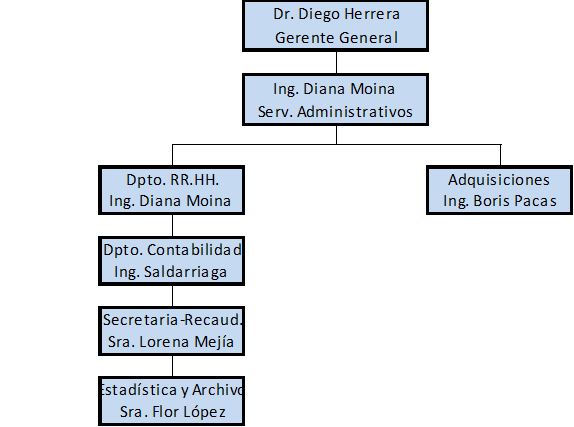 Dr. Diego Herrera
Gerente General
Ing. Diana Moina
Serv. Administrativos
Dpto. RR.HH.
Ing. Diana Moina
Adquisiciones
Ing. Boris Pacas
Dpto. Contabilidad
Ing. Saldarriaga
Secretaria-Recaud.
Sra. Lorena Mejía
Estadística y Archivo
Sra. Flor López